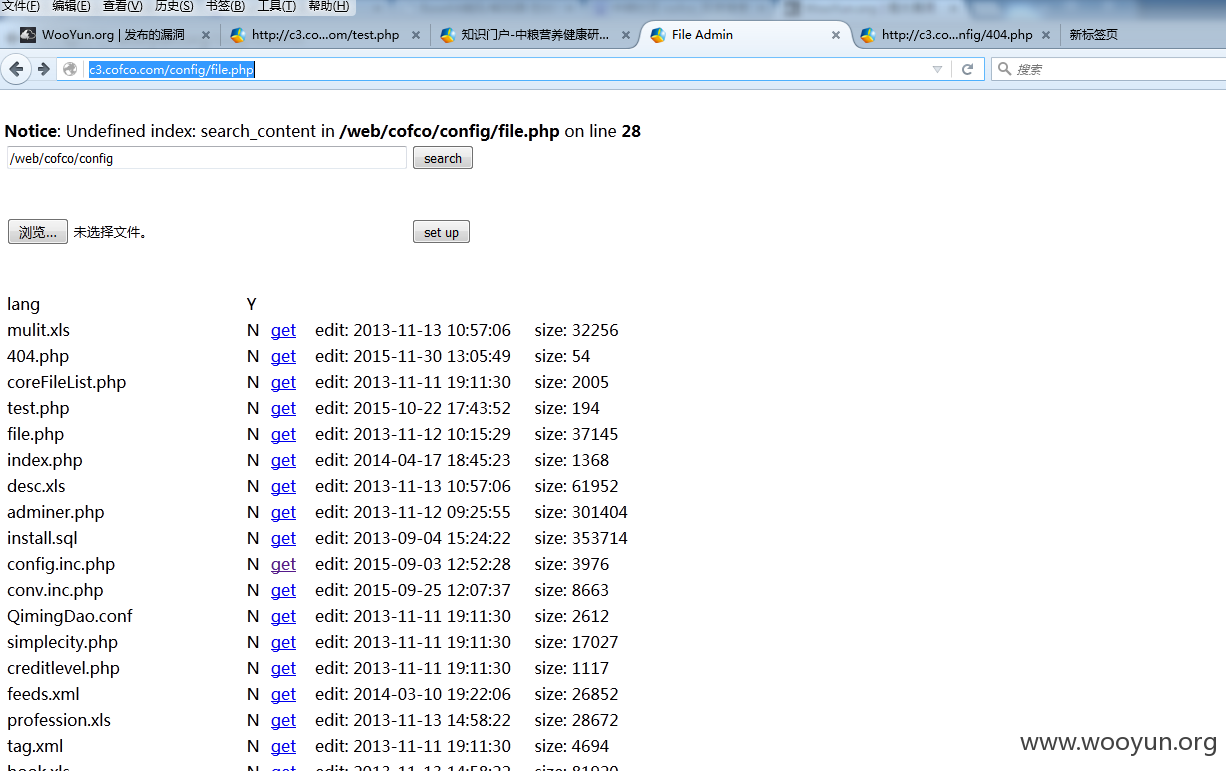 文件(F) 编辑(E) 查看(V) 历史(S) 书签(B) 工具(T) 帮助(H)
WooYun.org | 发布的漏洞 × http://c3.co...om/test.php × 知识门户-中粮营养健康研... × File Admin × http://c3.co...nfig/404.php × 新标签页
c3.cofco.com/config/file.php 搜索
Notice: Undefined index: search_content in /web/cofco/config/file.php on line 28
/web/cofco/config search
浏览... 未选择文件。 set up
lang Y
mulit.xls N get edit: 2013-11-13 10:57:06 size: 32256
404.php N get edit: 2015-11-30 13:05:49 size: 54
coreFileList.php N get edit: 2013-11-11 19:11:30 size: 2005
test.php N get edit: 2015-10-22 17:43:52 size: 194
file.php N get edit: 2013-11-12 10:15:29 size: 37145
index.php N get edit: 2014-04-17 18:45:23 size: 1368
desc.xls N get edit: 2013-11-13 10:57:06 size: 61952
adminer.php N get edit: 2013-11-12 09:25:55 size: 301404
install.sql N get edit: 2013-09-04 15:24:22 size: 353714
config.inc.php N get edit: 2015-09-03 12:52:28 size: 3976
conv.inc.php N get edit: 2015-09-25 12:07:37 size: 8663
QimingDao.conf N get edit: 2013-11-11 19:11:30 size: 2612
simplecity.php N get edit: 2013-11-11 19:11:30 size: 17027
creditlevel.php N get edit: 2013-11-11 19:11:30 size: 1117
feeds.xml N get edit: 2014-03-10 19:22:06 size: 26852
profession.xls N get edit: 2013-11-13 14:58:22 size: 28672
tag.xml N get edit: 2013-11-11 19:11:30 size: 4694
www.wooyun.org